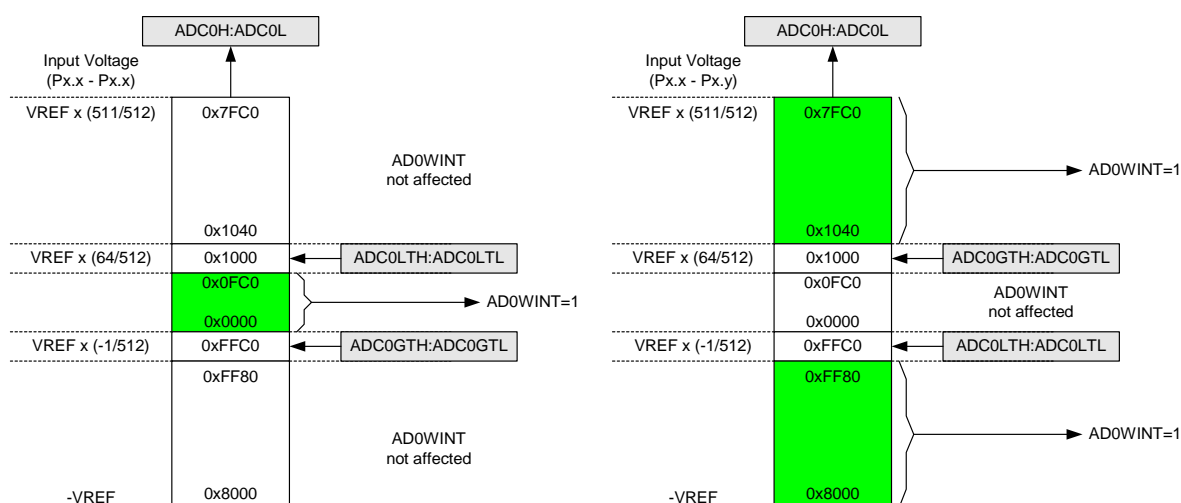 ADC0H:ADC0L
Input Voltage
(Px.x - Px.x)
VREF x (511/512)
0x7FC0
AD0WINT
not affected
0x1040
VREF x (64/512)
0x1000
ADC0LTH:ADC0LTL
0x0FC0
AD0WINT=1
0x0000
VREF x (-1/512)
0xFFC0
ADC0GTH:ADC0GTL
0xFF80
AD0WINT
not affected
-VREF
0x8000
ADC0H:ADC0L
Input Voltage
(Px.x - Px.y)
VREF x (511/512)
0x7FC0
AD0WINT=1
0x1040
VREF x (64/512)
0x1000
ADC0GTH:ADC0GTL
0x0FC0
AD0WINT
not affected
0x0000
VREF x (-1/512)
0xFFC0
ADC0LTH:ADC0LTL
0xFF80
AD0WINT=1
-VREF
0x8000